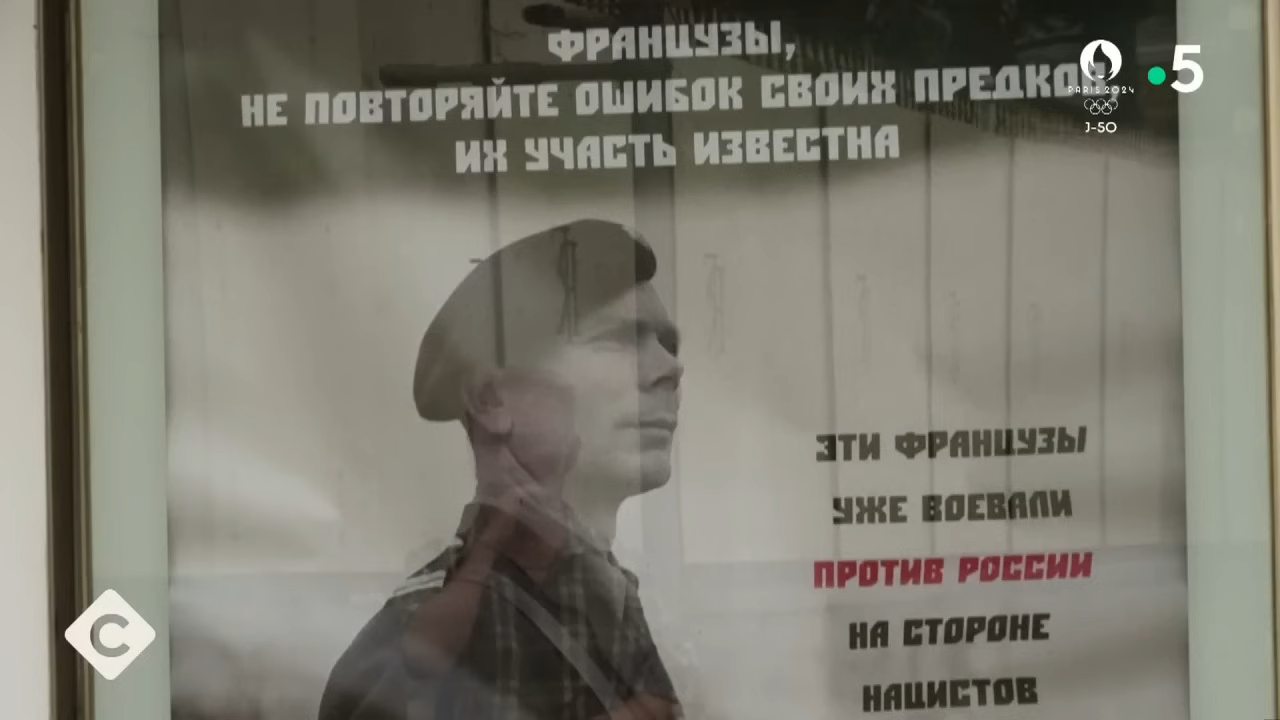 ФРАНЦУЗЫ,
НЕ ПОВТОРЯЙТЕ ОШИБОК СВОИХ ПРЕДКОВ
ИХ УЧАСТЬ ИЗВЕСТНА
PARIS 2024
J-50
5
ЭТИ ФРАНЦУЗЫ
УЖЕ ВОЕВАЛИ
ПРОТИВ РОССИИ
НА СТОРОНЕ
НАЦИСТОВ
C